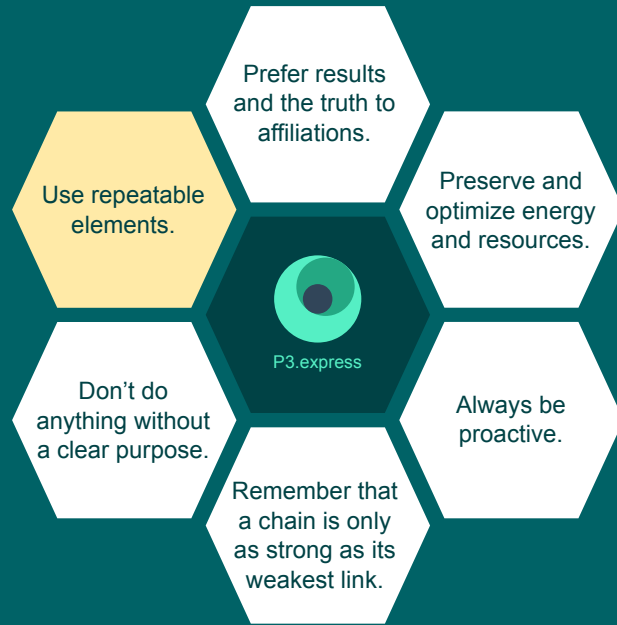 Prefer results
and the truth to
affiliations.
Preserve and
optimize energy
and resources.
Always be
proactive.
Remember that
a chain is only
as strong as its
weakest link.
Don’t do
anything without
a clear purpose.
Use repeatable
elements.
P3.express